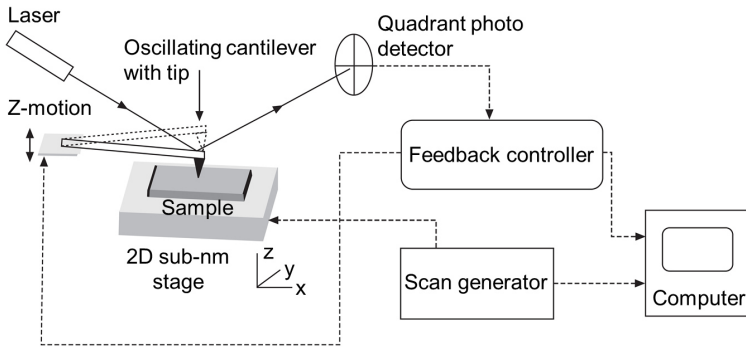 Laser
Quadrant photo
detector
Oscillating cantilever
with tip
Z-motion
Feedback controller
Sample
2D sub-nm
stage
z
y
x
Scan generator
Computer